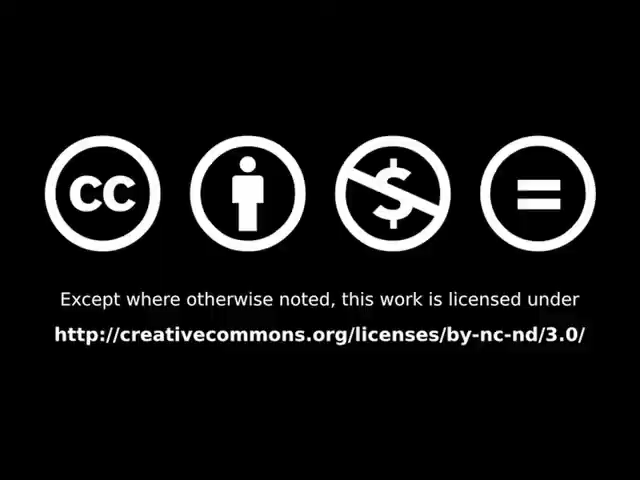 cc
$
=
Except where otherwise noted, this work is licensed under
http://creativecommons.org/licenses/by-nc-nd/3.0/